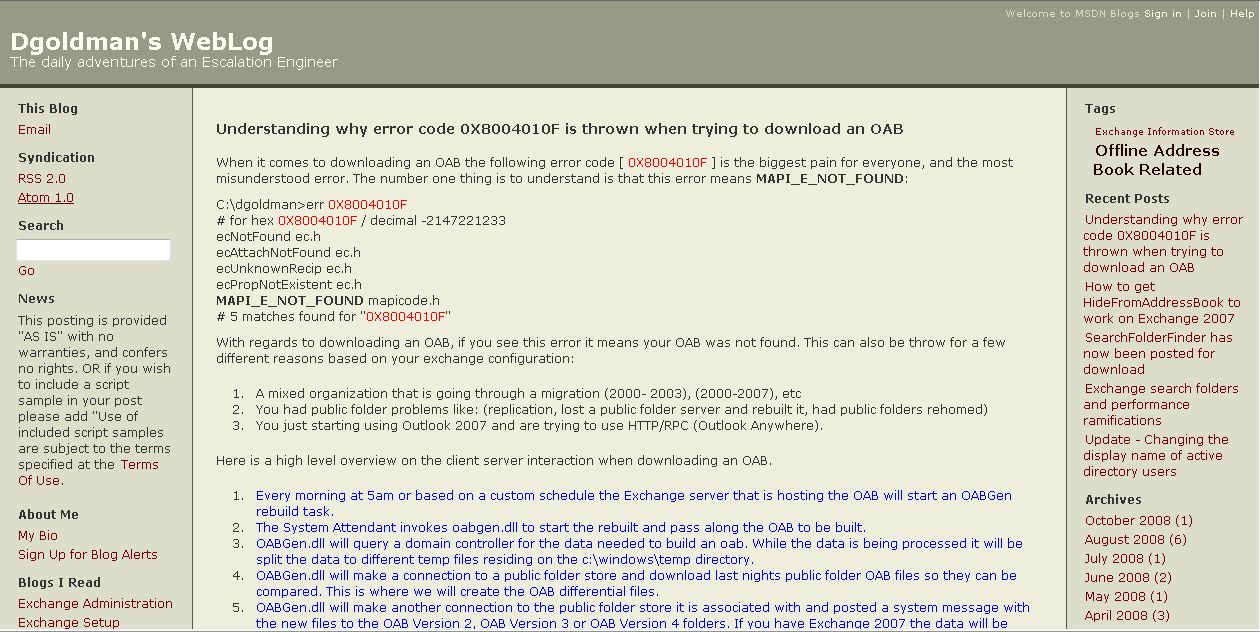 Welcome to MSDN Blogs Sign in | Join | Help
Dgoldman's WebLog
The daily adventures of an Escalation Engineer
This Blog
Email
Syndication
RSS 2.0
Atom 1.0
Search
Go
News
This posting is provided
"AS IS" with no
warranties, and confers
no rights. OR if you wish
to include a script
sample in your post
please add "Use of
included script samples
are subject to the terms
specified at the Terms
Of Use.
About Me
My Bio
Sign Up for Blog Alerts
Blogs I Read
Exchange Administration
Exchange Setup
Understanding why error code 0X8004010F is thrown when trying to download an OAB
When it comes to downloading an OAB the following error code [ 0X8004010F ] is the biggest pain for everyone, and the most
misunderstood error. The number one thing is to understand is that this error means MAPI_E_NOT_FOUND:
C:\dgoldman>err 0X8004010F
# for hex 0X8004010F / decimal -2147221233
ecNotFound ec.h
ecAttachNotFound ec.h
ecUnknownRecip ec.h
ecPropNotExistent ec.h
MAPI_E_NOT_FOUND mapicode.h
# 5 matches found for "0X8004010F"
With regards to downloading an OAB, if you see this error it means your OAB was not found. This can also be throw for a few
different reasons based on your exchange configuration:
1. A mixed organization that is going through a migration (2000- 2003), (2000-2007), etc
2. You had public folder problems like: (replication, lost a public folder server and rebuilt it, had public folders rehomed)
3. You just starting using Outlook 2007 and are trying to use HTTP/RPC (Outlook Anywhere).
Here is a high level overview on the client server interaction when downloading an OAB.
1. Every morning at 5am or based on a custom schedule the Exchange server that is hosting the OAB will start an OABGen
rebuild task.
2. The System Attendant invokes oabgen.dll to start the rebuilt and pass along the OAB to be built.
3. OABGen.dll will query a domain controller for the data needed to build an oab. While the data is being processed it will be
split the data to different temp files residing on the c:\windows\temp directory.
4. OABGen.dll will make a connection to a public folder store and download last nights public folder OAB files so they can be
compared. This is where we will create the OAB differential files.
5. OABGen.dll will make another connection to the public folder store it is associated with and posted a system message with
the new files to the OAB Version 2, OAB Version 3 or OAB Version 4 folders. If you have Exchange 2007 the data will be
Tags
Exchange Information Store
Offline Address
Book Related
Recent Posts
Understanding why error
code 0X8004010F is
thrown when trying to
download an OAB
How to get
HideFromAddressBook to
work on Exchange 2007
SearchFolderFinder has
now been posted for
download
Exchange search folders
and performance
ramifications
Update - Changing the
display name of active
directory users
Archives
October 2008 (1)
August 2008 (6)
July 2008 (1)
June 2008 (2)
May 2008 (1)
April 2008 (3)